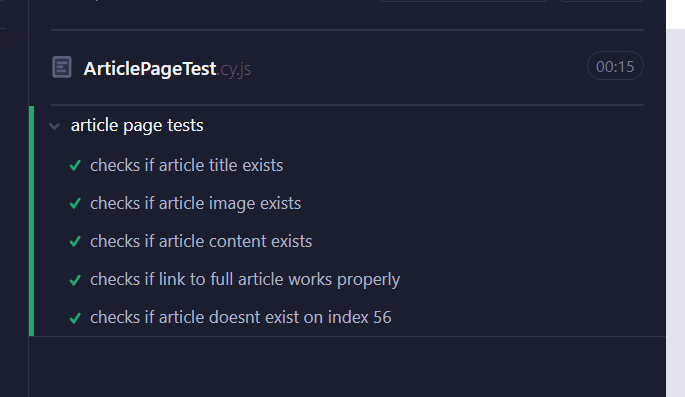 ArticlePageTest.cy.js 00:15
article page tests
checks if article title exists
checks if article image exists
checks if article content exists
checks if link to full article works properly
checks if article doesnt exist on index 56